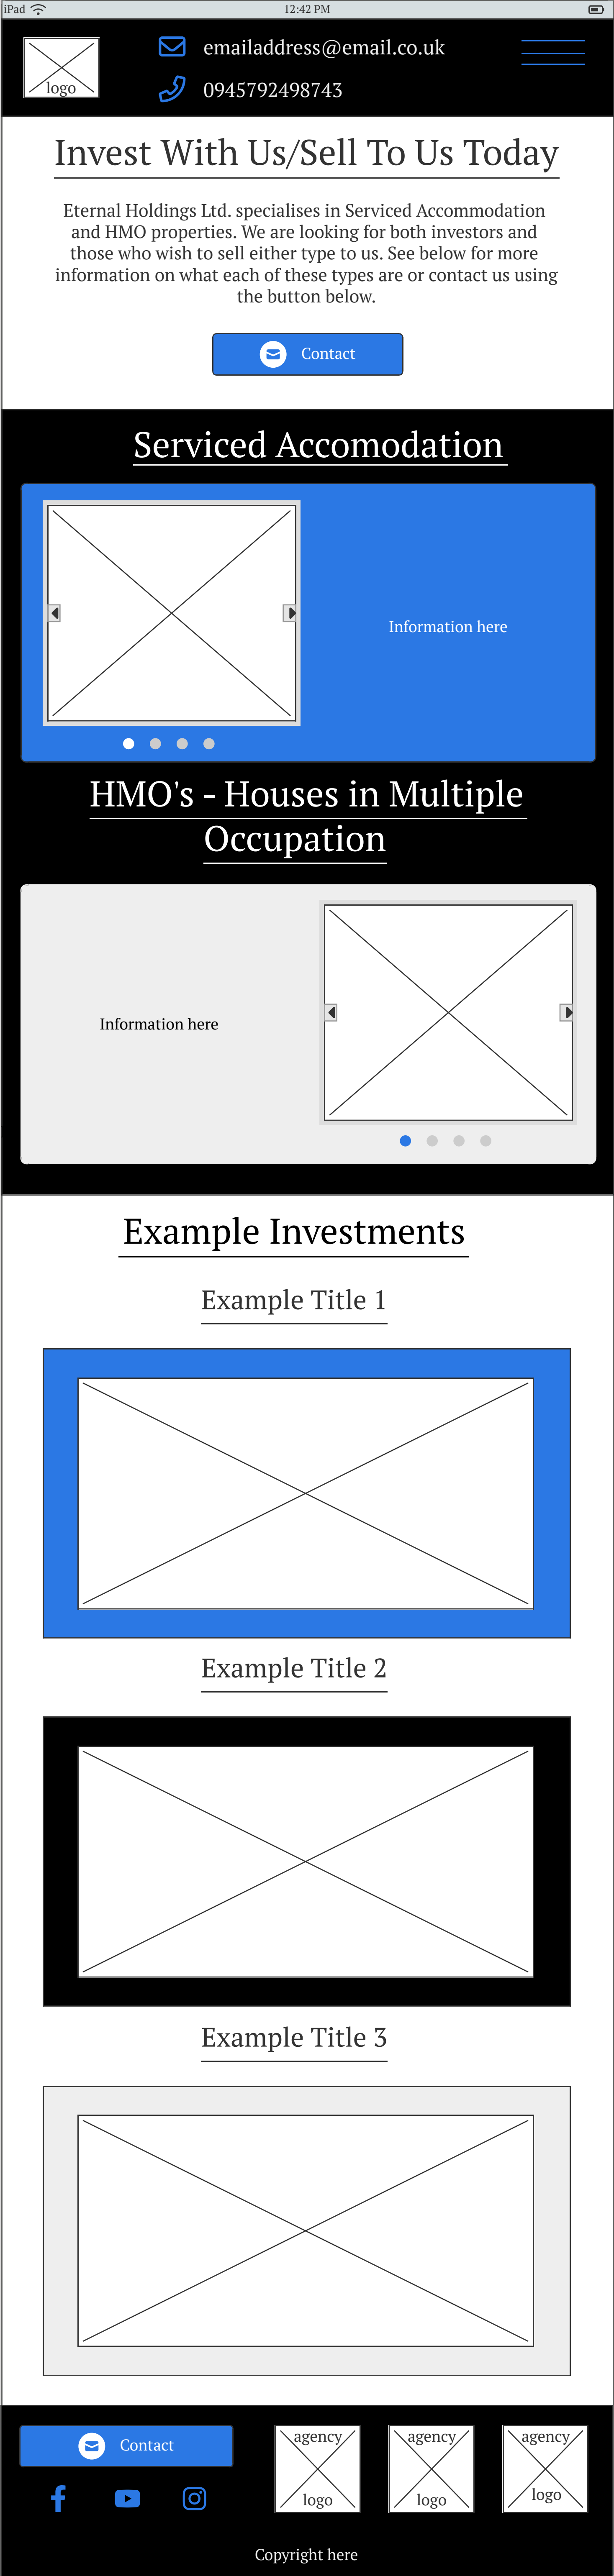 iPad 12:42 PM
logo
emailaddress@email.co.uk
0945792498743
Invest With Us/Sell To Us Today
Eternal Holdings Ltd. specialises in Serviced Accommodation
and HMO properties. We are looking for both investors and
those who wish to sell either type to us. See below for more
information on what each of these types are or contact us using
the button below.
Contact
Serviced Accomodation
Information here
HMO's - Houses in Multiple
Occupation
Information here
Example Investments
Example Title 1
Example Title 2
Example Title 3
Contact
agency
logo
agency
logo
agency
logo
Copyright here